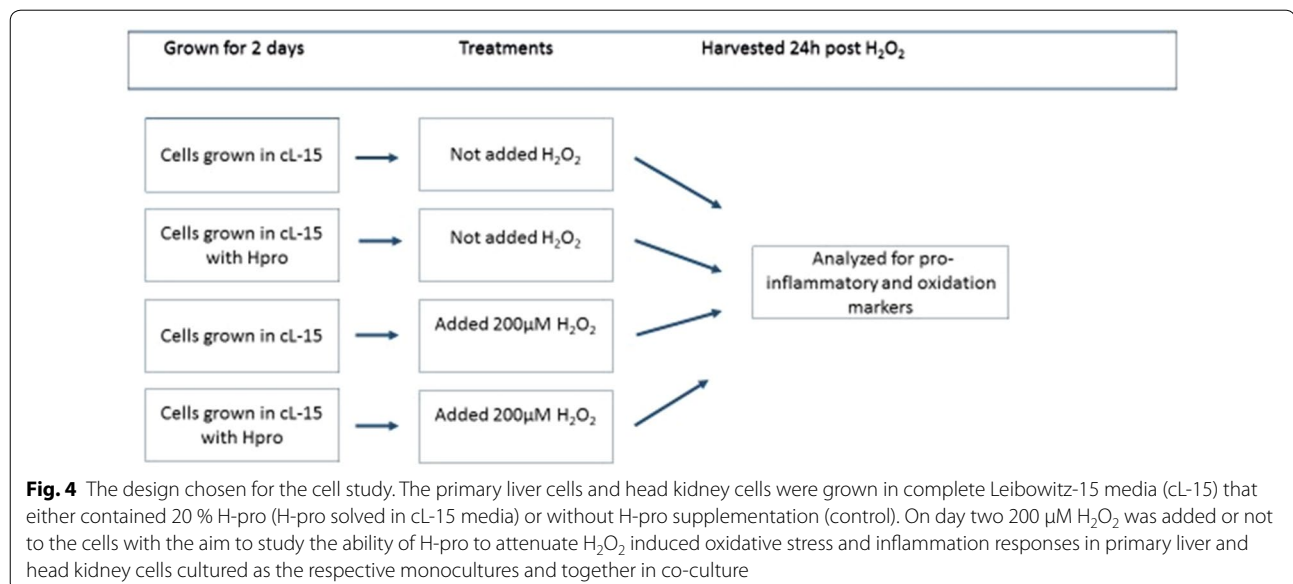 Grown for 2 days Treatments Harvested 24h post H₂O₂
Cells grown in cL-15
Not added H₂O₂
Cells grown in cL-15
with Hpro
Not added H₂O₂
Analyzed for pro-
inflammatory and oxidation
markers
Cells grown in cL-15
Added 200µM H₂O₂
Cells grown in cL-15
with Hpro
Added 200µM H₂O₂
Fig. 4 The design chosen for the cell study. The primary liver cells and head kidney cells were grown in complete Leibowitz-15 media (cL-15) that
either contained 20 % H-pro (H-pro solved in cL-15 media) or without H-pro supplementation (control). On day two 200 µM H₂O₂ was added or not
to the cells with the aim to study the ability of H-pro to attenuate H₂O₂ induced oxidative stress and inflammation responses in primary liver and
head kidney cells cultured as the respective monocultures and together in co-culture